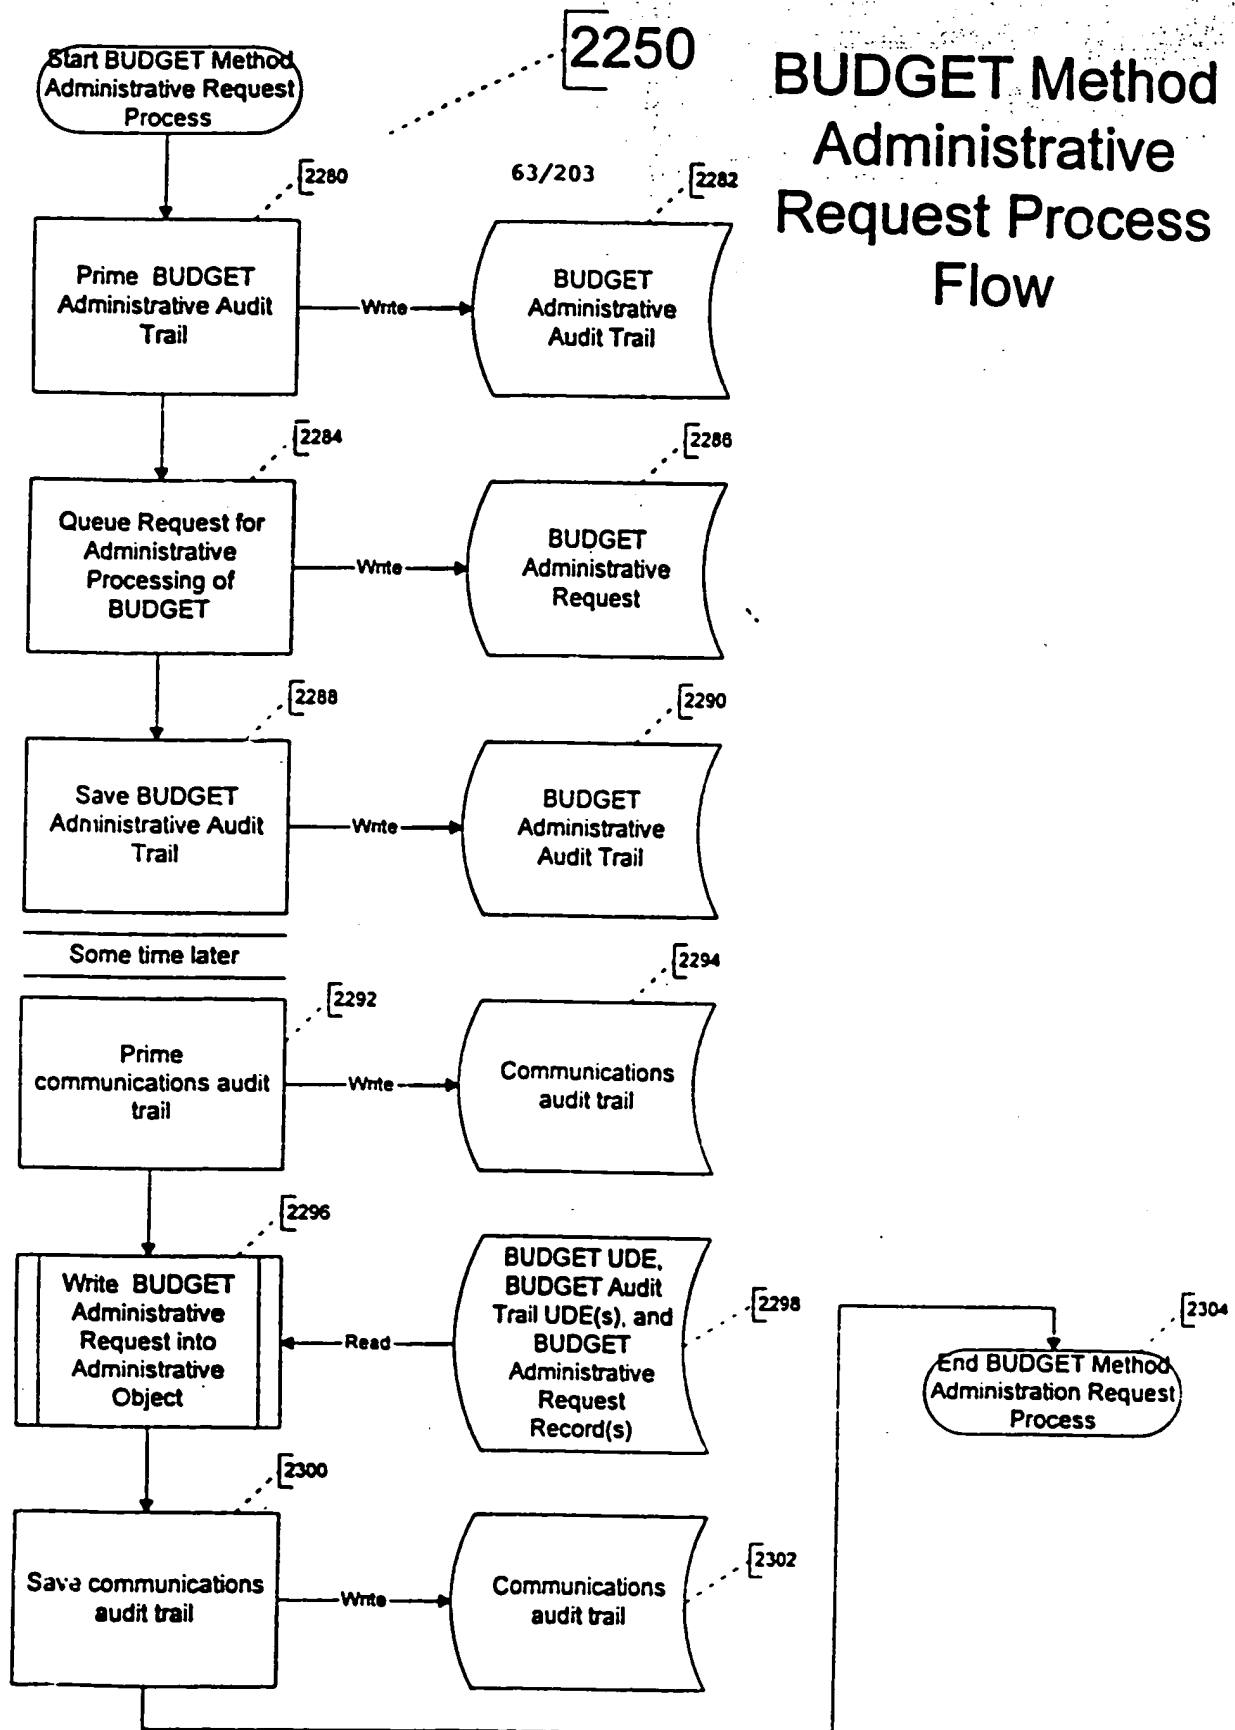 2250
BUDGET Method
Administrative
Request Process
Flow
Start BUDGET Method
Administrative Request
Process
63/203
2280
Prime BUDGET
Administrative Audit
Trail
Write
2282
BUDGET
Administrative
Audit Trail
2284
Queue Request for
Administrative
Processing of
BUDGET
Write
2286
BUDGET
Administrative
Request
2288
Save BUDGET
Administrative Audit
Trail
Write
2290
BUDGET
Administrative
Audit Trail
Some time later
2292
Prime
communications audit
trail
Write
2294
Communications
audit trail
2296
Write BUDGET
Administrative
Request into
Administrative
Object
Read
2298
BUDGET UDE,
BUDGET Audit
Trail UDE(s), and
BUDGET
Administrative
Request
Record(s)
2300
Save communications
audit trail
Write
2302
Communications
audit trail
2304
End BUDGET Method
Administration Request
Process